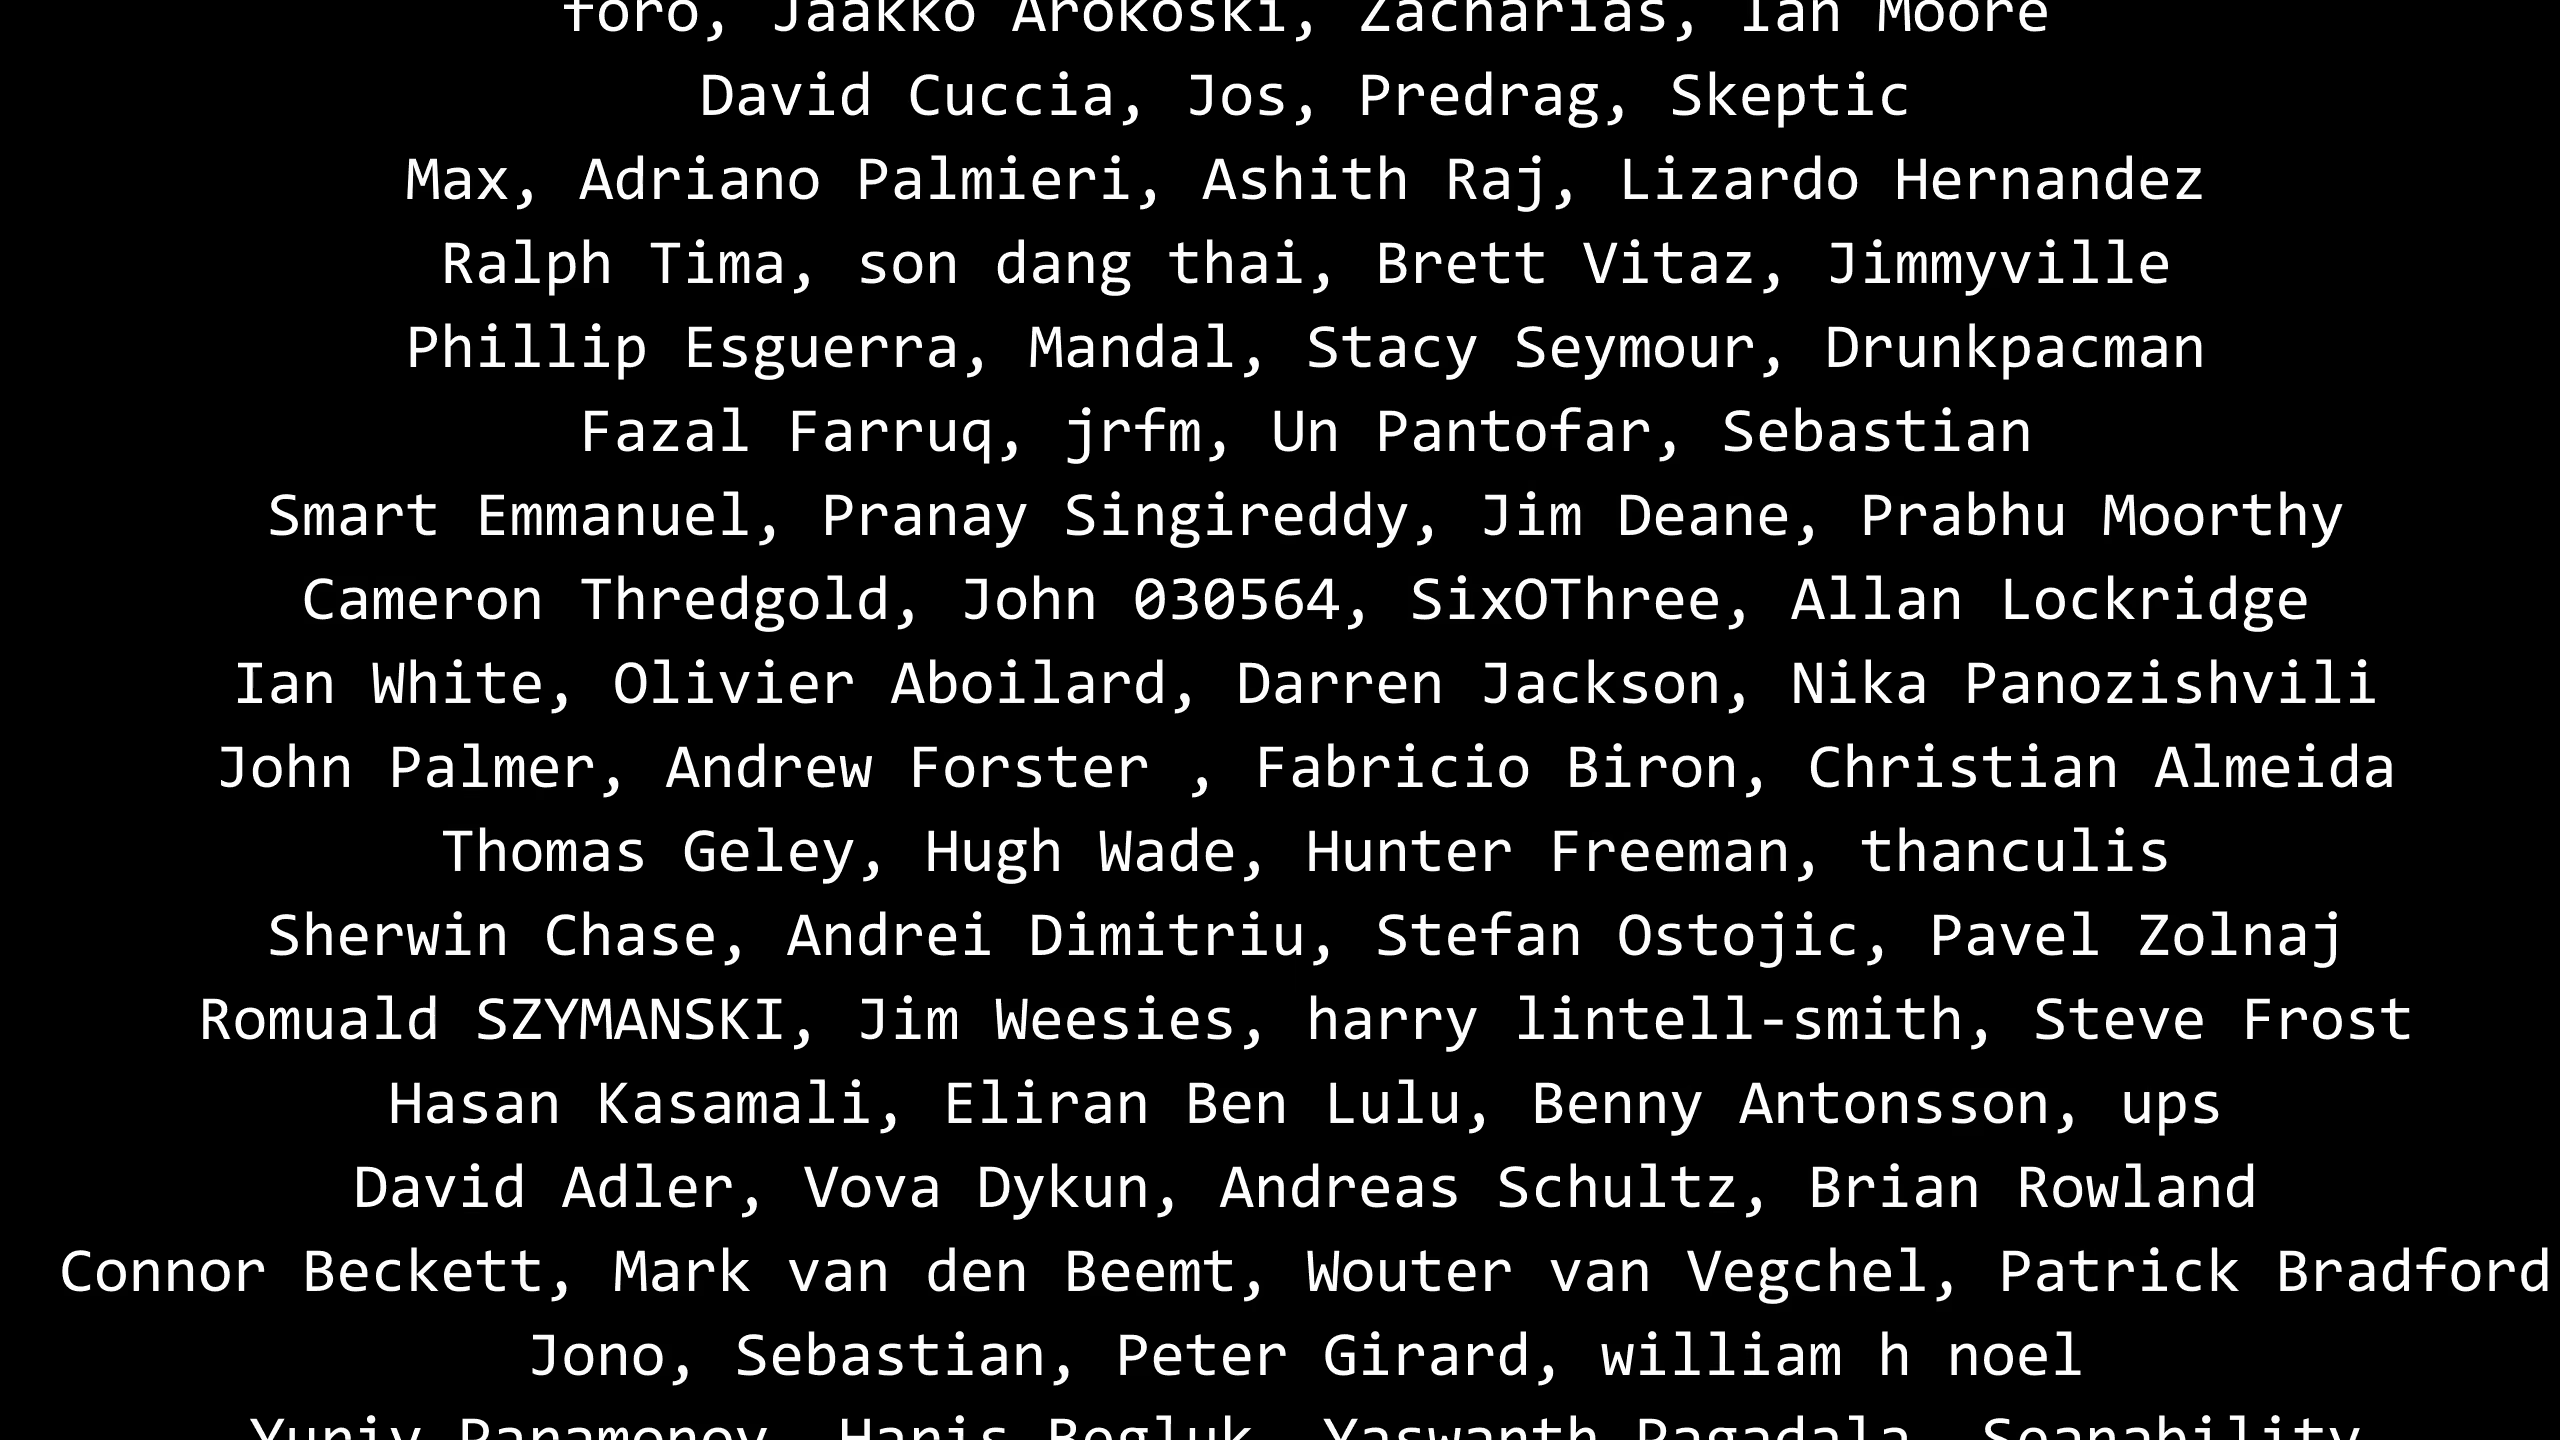 foro, Jaakko Arokoski, Zacharias, Ian Moore
David Cuccia, Jos, Predrag, Skeptic
Max, Adriano Palmieri, Ashith Raj, Lizardo Hernandez
Ralph Tima, son dang thai, Brett Vitaz, Jimmyville
Phillip Esguerra, Mandal, Stacy Seymour, Drunkpacman
Fazal Farruq, jrfm, Un Pantofar, Sebastian
Smart Emmanuel, Pranay Singireddy, Jim Deane, Prabhu Moorthy
Cameron Thredgold, John 030564, SixOThree, Allan Lockridge
Ian White, Olivier Aboilard, Darren Jackson, Nika Panozishvili
John Palmer, Andrew Forster , Fabricio Biron, Christian Almeida
Thomas Geley, Hugh Wade, Hunter Freeman, thanculis
Sherwin Chase, Andrei Dimitriu, Stefan Ostojic, Pavel Zolnaj
Romuald SZYMANSKI, Jim Weesies, harry lintell-smith, Steve Frost
Hasan Kasamali, Eliran Ben Lulu, Benny Antonsson, ups
David Adler, Vova Dykun, Andreas Schultz, Brian Rowland
Connor Beckett, Mark van den Beemt, Wouter van Vegchel, Patrick Bradford
Jono, Sebastian, Peter Girard, william h noel